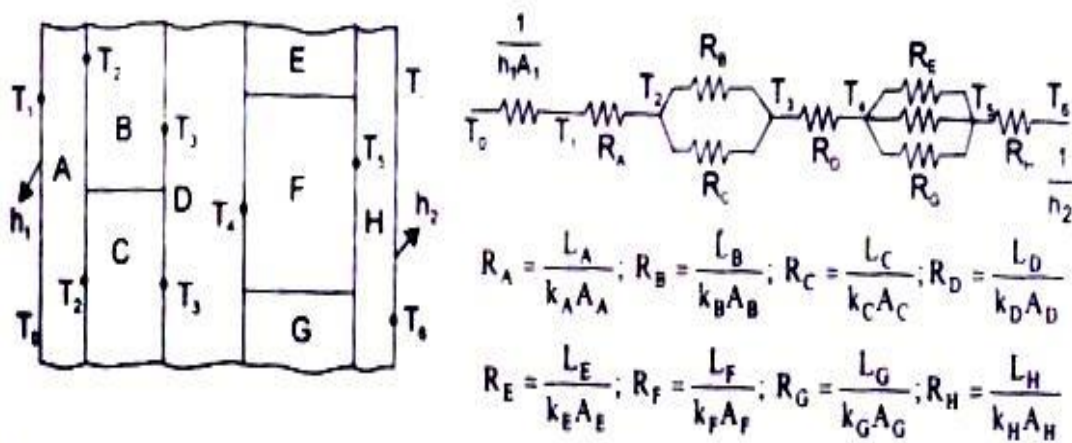 E
T₂
T
T₁
B
T₃
T₅
A
F
D
h₁
T₄
H
h₂
C
T₂
T₃
G
T₆
1
h₁A₁
T₀
T₁
R_A
T₂
R_B
R_C
T₃
R_D
T₄
R_E
R_G
T₅
T₆
1
h₂
R_A = L_A / k_A A_A ; R_B = L_B / k_B A_B ; R_C = L_C / k_C A_C ; R_D = L_D / k_D A_D
R_E = L_E / k_E A_E ; R_F = L_F / k_F A_F ; R_G = L_G / k_G A_G ; R_H = L_H / k_H A_H